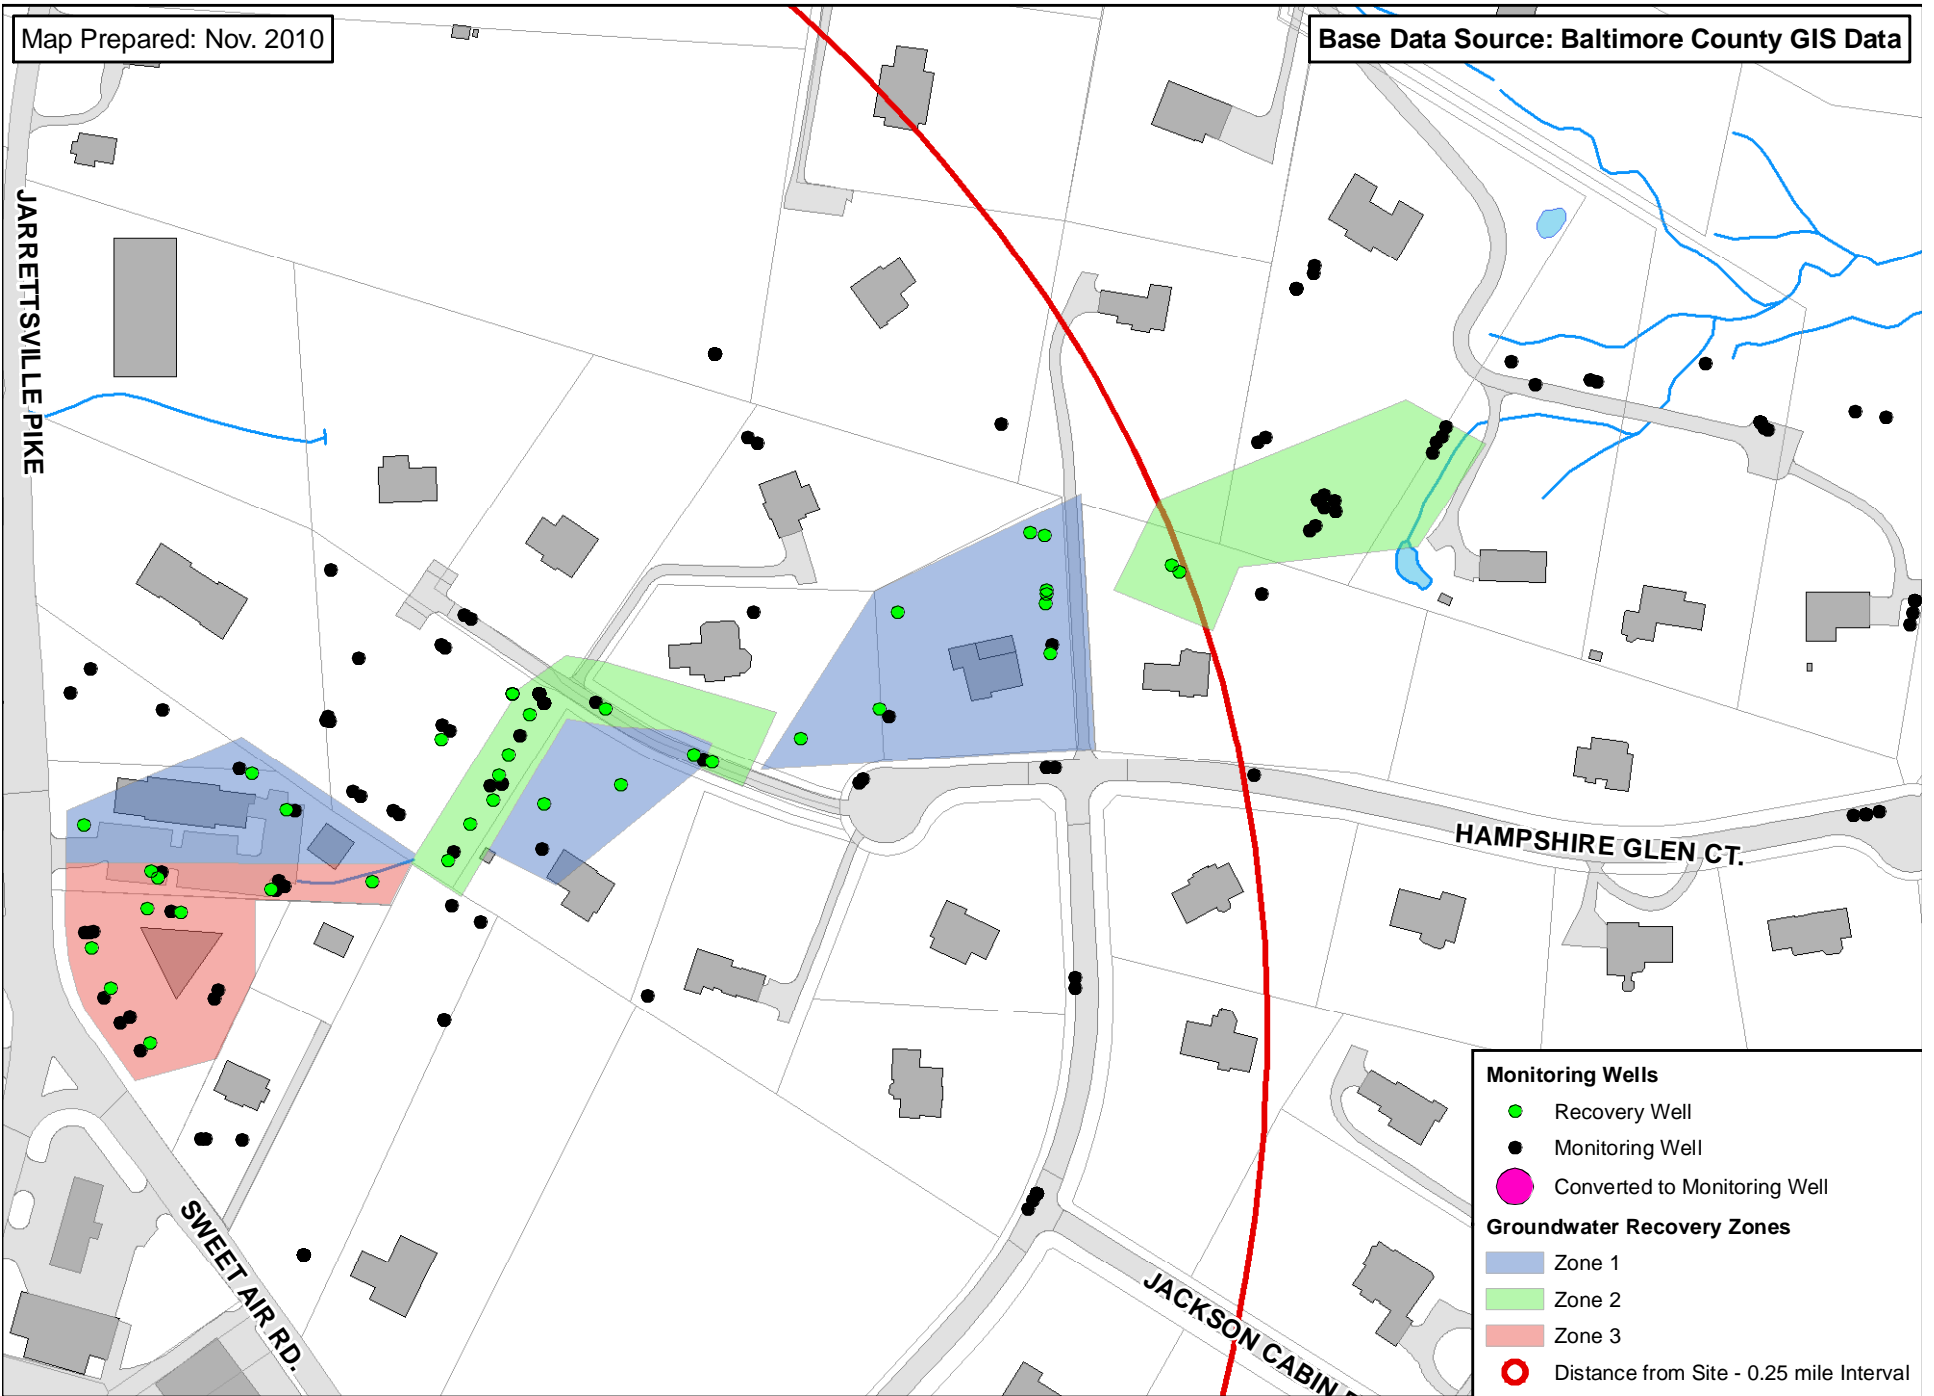 Map Prepared: Nov. 2010
Base Data Source: Baltimore County GIS Data
JARRETTSVILLE PIKE
HAMPSHIRE GLEN CT.
SWEET AIR RD.
JACKSON CABIN
Monitoring Wells
Recovery Well
Monitoring Well
Converted to Monitoring Well
Groundwater Recovery Zones
Zone 1
Zone 2
Zone 3
Distance from Site - 0.25 mile Interval